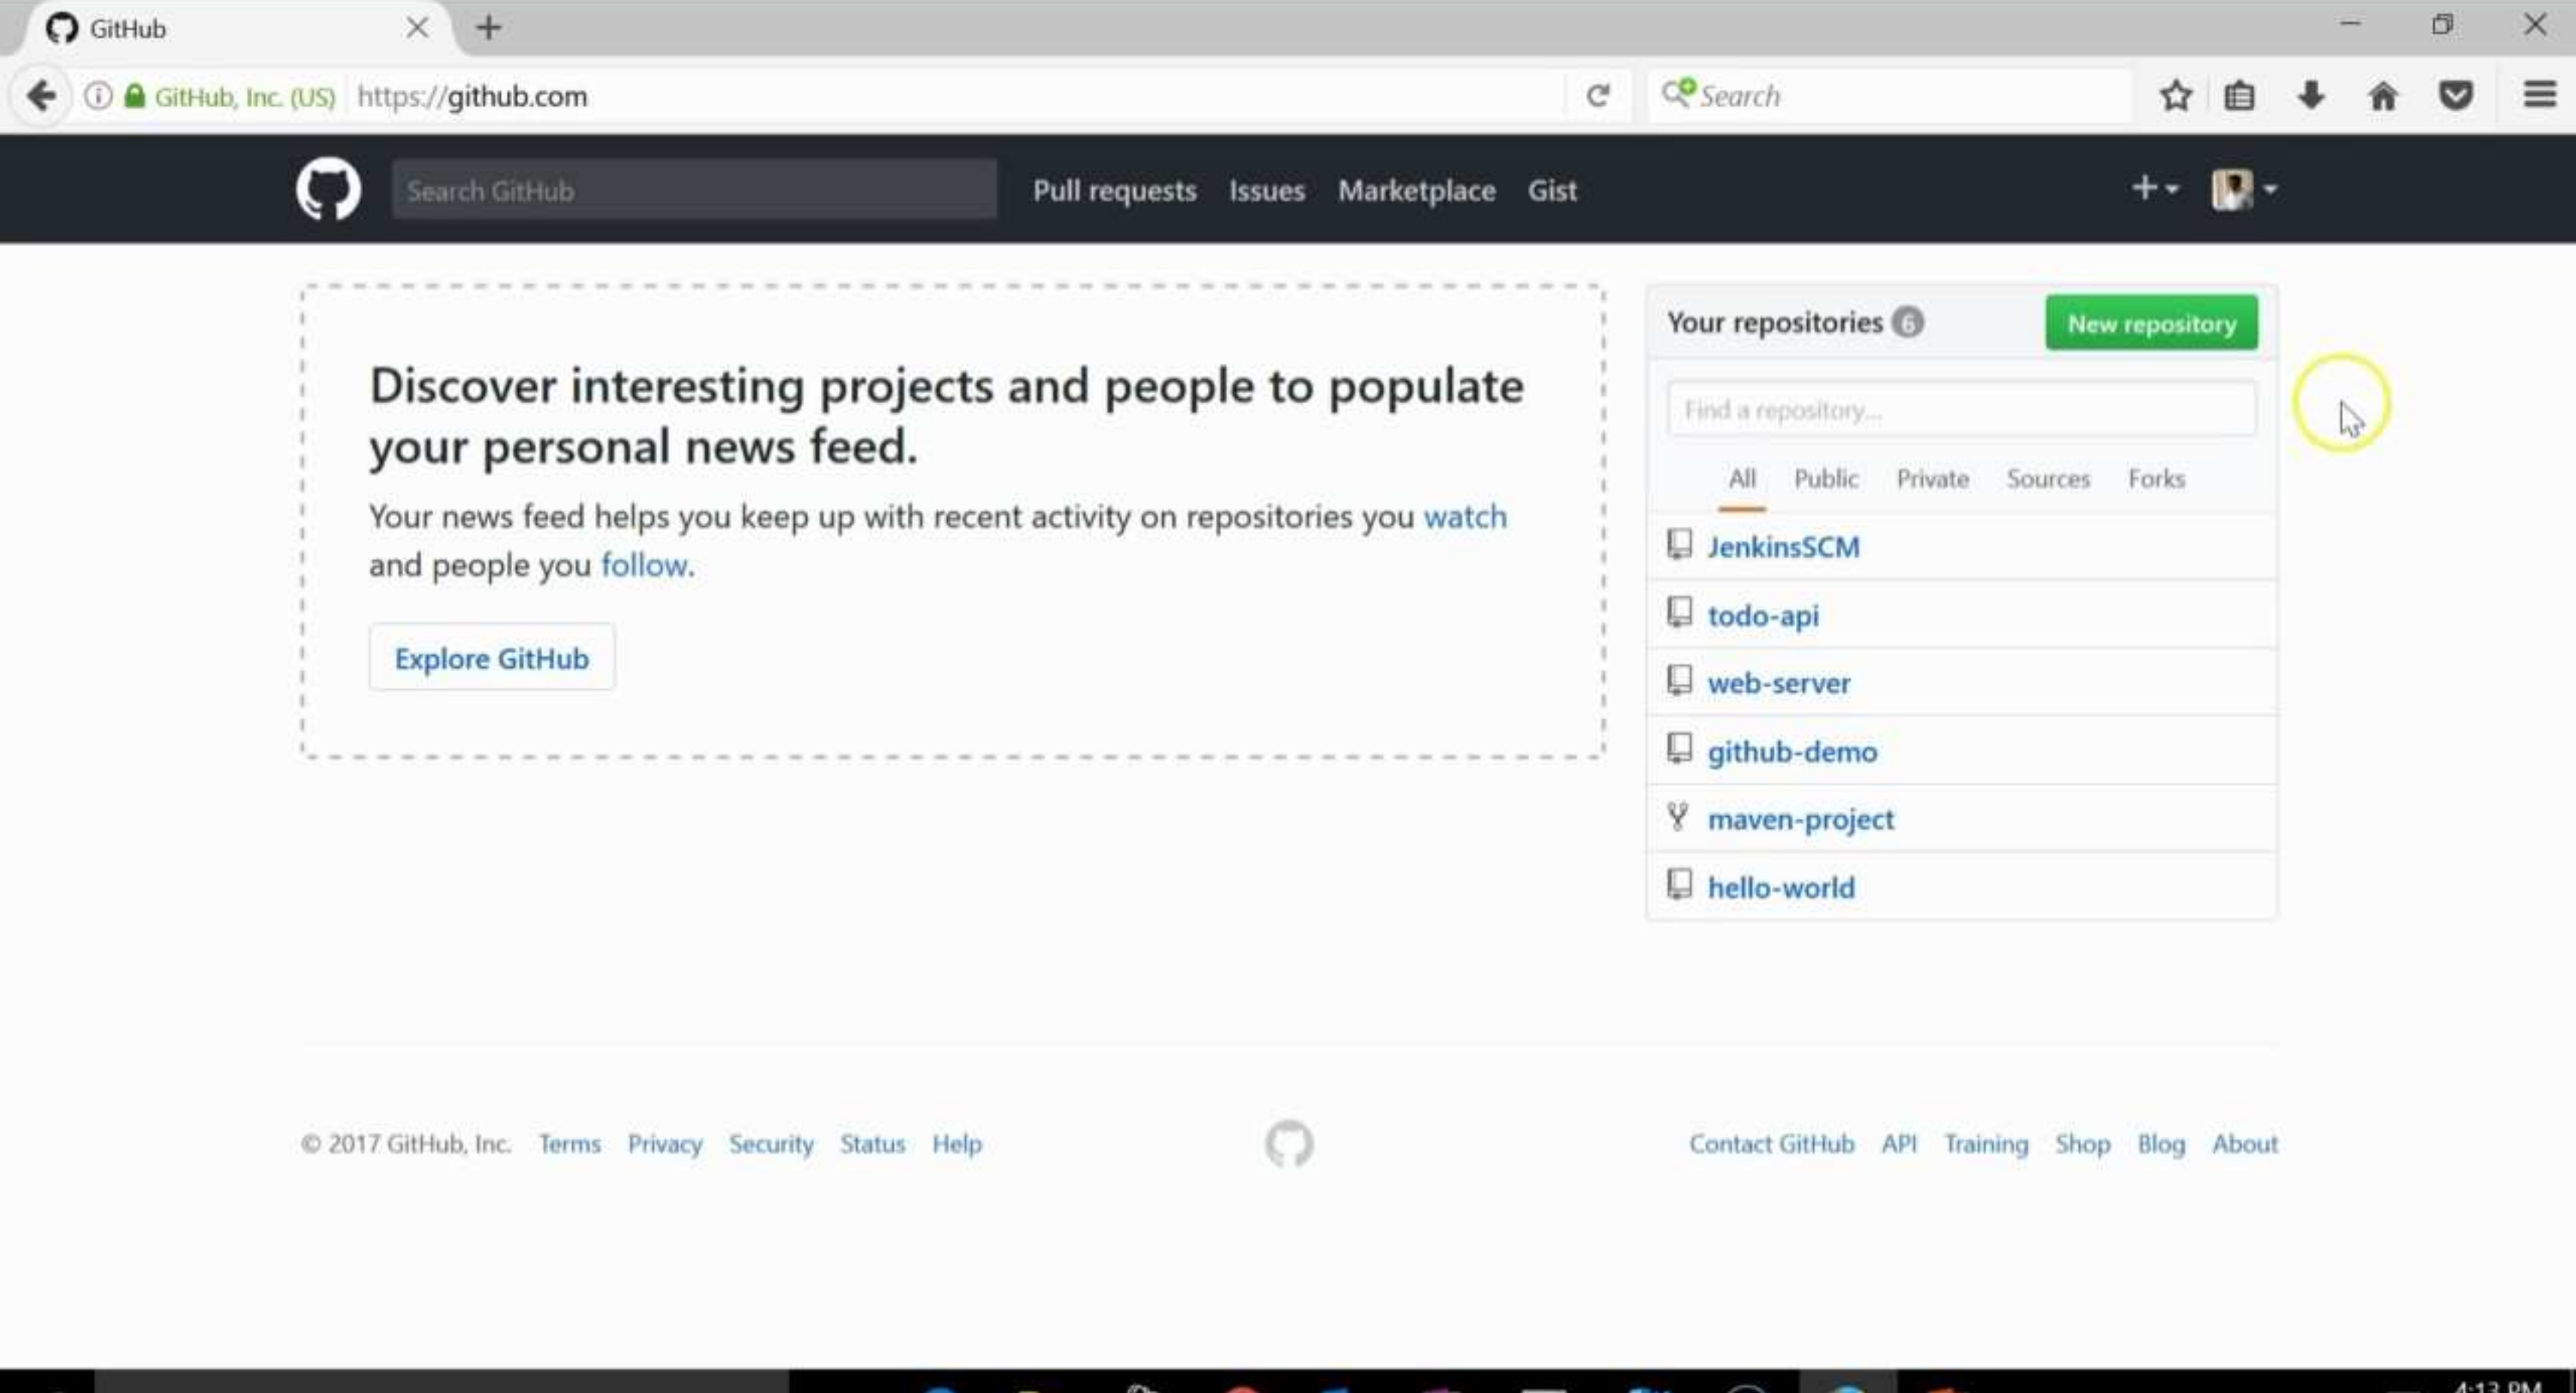 GitHub
GitHub, Inc. (US) https://github.com Search
Search GitHub Pull requests Issues Marketplace Gist
Discover interesting projects and people to populate
your personal news feed.
Your news feed helps you keep up with recent activity on repositories you watch
and people you follow.
Explore GitHub
Your repositories 6 New repository
Find a repository...
All Public Private Sources Forks
JenkinsSCM
todo-api
web-server
github-demo
maven-project
hello-world
© 2017 GitHub, Inc. Terms Privacy Security Status Help Contact GitHub API Training Shop Blog About
4:13 PM